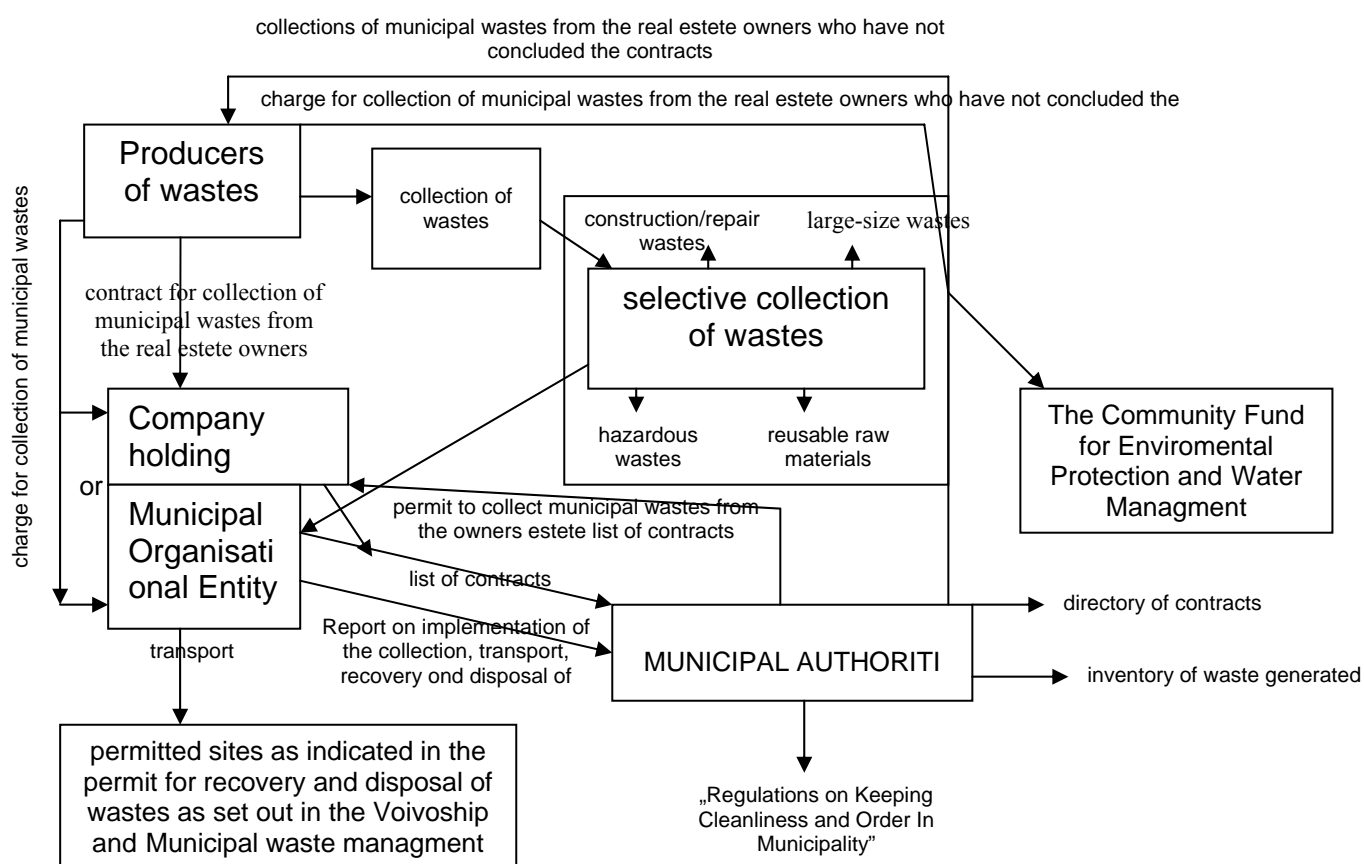 collections of municipal wastes from the real estete owners who have not
concluded the contracts
charge for collection of municipal wastes from the real estete owners who have not concluded the
Producers
of wastes
collection of
wastes
construction/repair
wastes
large-size wastes
selective collection
of wastes
hazardous
wastes
reusable raw
materials
charge for collection of municipal wastes
contract for collection of
municipal wastes from
the real estete owners
Company
holding
or
Municipal
Organisati
onal Entity
The Community Fund
for Enviromental
Protection and Water
Managment
permit to collect municipal wastes from
the owners estete list of contracts
list of contracts
Report on implementation of
the collection, transport,
recovery ond disposal of
transport
MUNICIPAL AUTHORITI
directory of contracts
inventory of waste generated
permitted sites as indicated in the
permit for recovery and disposal of
wastes as set out in the Voivoship
and Municipal waste managment
„Regulations on Keeping
Cleanliness and Order In
Municipality”